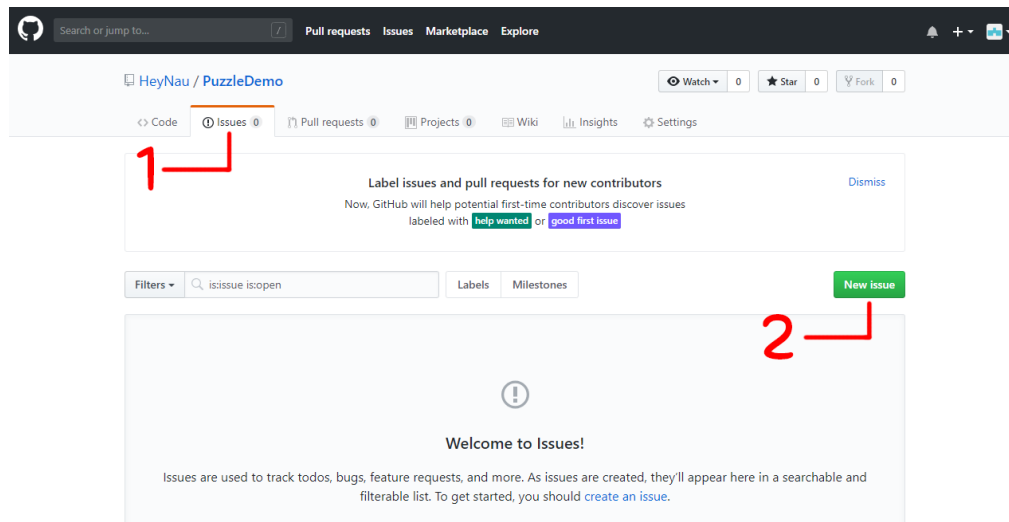 Search or jump to... / Pull requests Issues Marketplace Explore
HeyNau / PuzzleDemo Watch 0 Star 0 Fork 0
Code Issues 0 Pull requests 0 Projects 0 Wiki Insights Settings
1
Label issues and pull requests for new contributors Dismiss
Now, GitHub will help potential first-time contributors discover issues
labeled with help wanted or good first issue
Filters is:issue is:open Labels Milestones New issue
2
Welcome to Issues!
Issues are used to track todos, bugs, feature requests, and more. As issues are created, they’ll appear here in a searchable and
filterable list. To get started, you should create an issue.